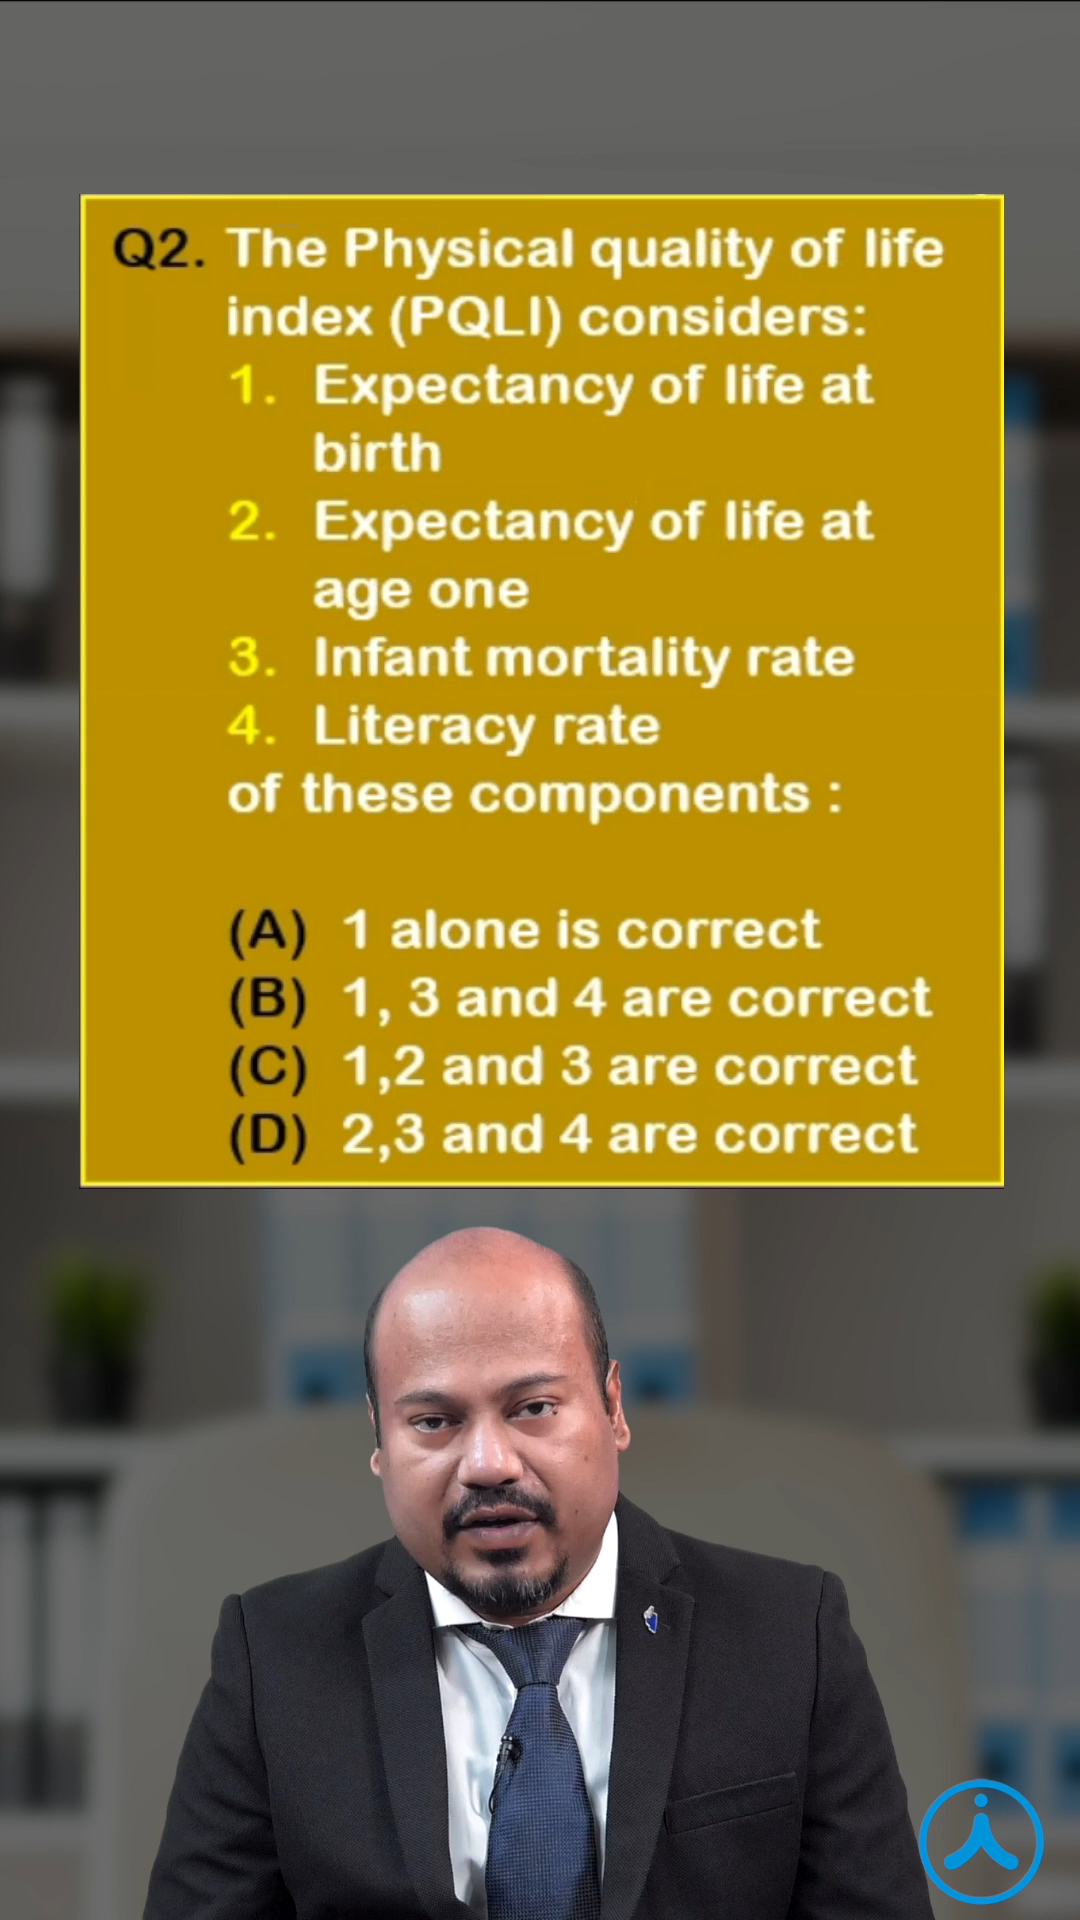 Q2. The Physical quality of life
index (PQLI) considers:
1. Expectancy of life at
birth
2. Expectancy of life at
age one
3. Infant mortality rate
4. Literacy rate
of these components :
(A) 1 alone is correct
(B) 1, 3 and 4 are correct
(C) 1,2 and 3 are correct
(D) 2,3 and 4 are correct